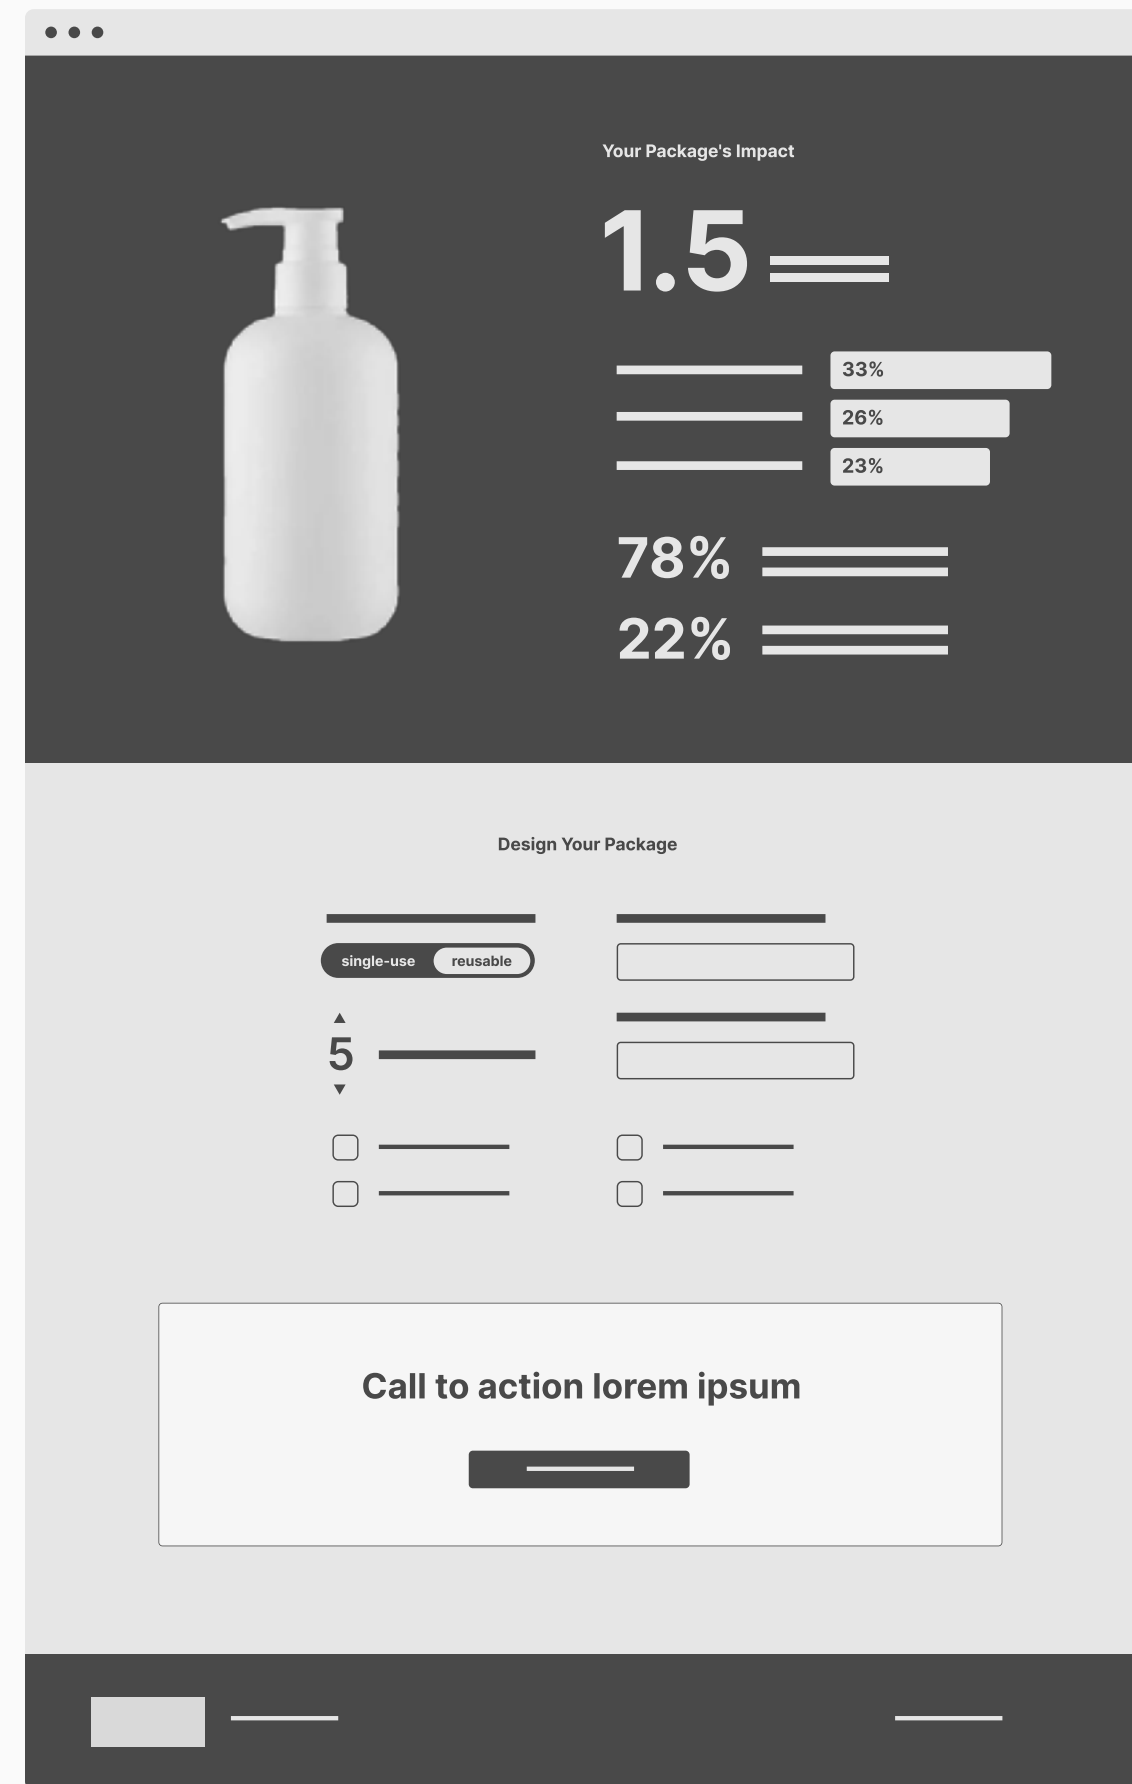 Your Package's Impact
1.5
33%
26%
23%
78%
22%
Design Your Package
single-use reusable
5
Call to action lorem ipsum